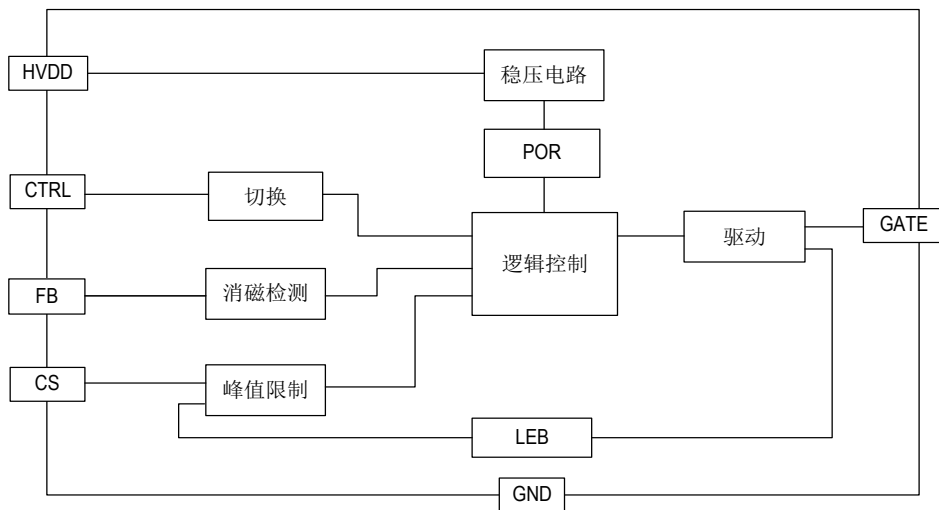 HVDD
稳压电路
POR
CTRL
切换
GATE
驱动
逻辑控制
FB
消磁检测
CS
峰值限制
LEB
GND